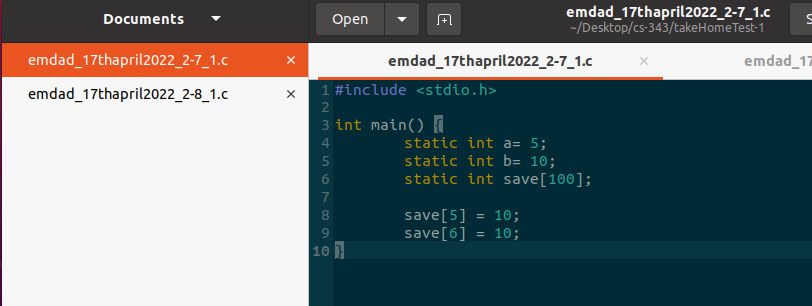 Documents
Open
emdad_17thapril2022_2-7_1.c
~/Desktop/cs-343/takeHomeTest-1
S
emdad_17thapril2022_2-7_1.c ×
emdad_17thapril2022_2-8_1.c ×
emdad_17thapril2022_2-7_1.c ×
emdad_17th
1 #include <stdio.h>
2
3 int main() {
4 static int a= 5;
5 static int b= 10;
6 static int save[100];
7
8 save[5] = 10;
9 save[6] = 10;
10 }